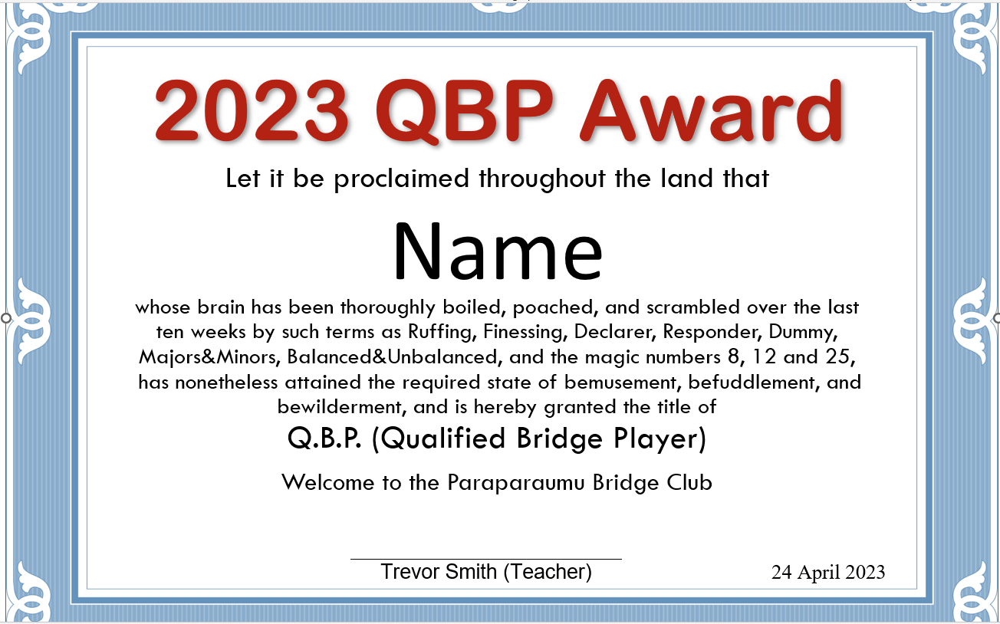 2023 QBP Award
Let it be proclaimed throughout the land that
Name
whose brain has been thoroughly boiled, poached, and scrambled over the last
ten weeks by such terms as Ruffing, Finessing, Declarer, Responder, Dummy,
Majors&Minors, Balanced&Unbalanced, and the magic numbers 8, 12 and 25,
has nonetheless attained the required state of bemusement, befuddlement, and
bewilderment, and is hereby granted the title of
Q.B.P. (Qualified Bridge Player)
Welcome to the Paraparaumu Bridge Club
Trevor Smith (Teacher)
24 April 2023